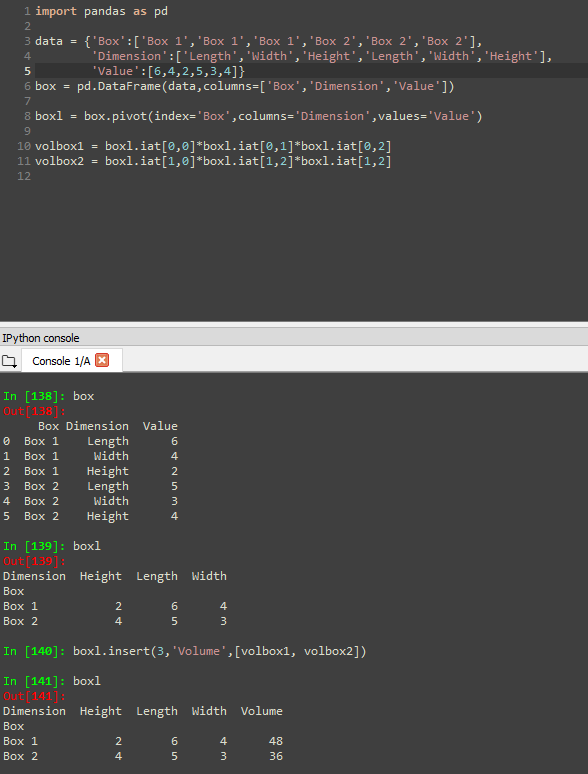 1 import pandas as pd
2
3 data = {'Box':['Box 1','Box 1','Box 1','Box 2','Box 2','Box 2'],
4         'Dimension':['Length','Width','Height','Length','Width','Height'],
5         'Value':[6,4,2,5,3,4]}
6 box = pd.DataFrame(data,columns=['Box','Dimension','Value'])
7
8 boxl = box.pivot(index='Box',columns='Dimension',values='Value')
9
10 volbox1 = boxl.iat[0,0]*boxl.iat[0,1]*boxl.iat[0,2]
11 volbox2 = boxl.iat[1,0]*boxl.iat[1,2]*boxl.iat[1,2]
12
IPython console
Console 1/A
In [138]: box
Out[138]:
     Box Dimension  Value
0  Box 1    Length      6
1  Box 1     Width      4
2  Box 1    Height      2
3  Box 2    Length      5
4  Box 2     Width      3
5  Box 2    Height      4
In [139]: boxl
Out[139]:
Dimension  Height  Length  Width
Box
Box 1           2       6      4
Box 2           4       5      3
In [140]: boxl.insert(3,'Volume',[volbox1, volbox2])
In [141]: boxl
Out[141]:
Dimension  Height  Length  Width  Volume
Box
Box 1           2       6      4      48
Box 2           4       5      3      36